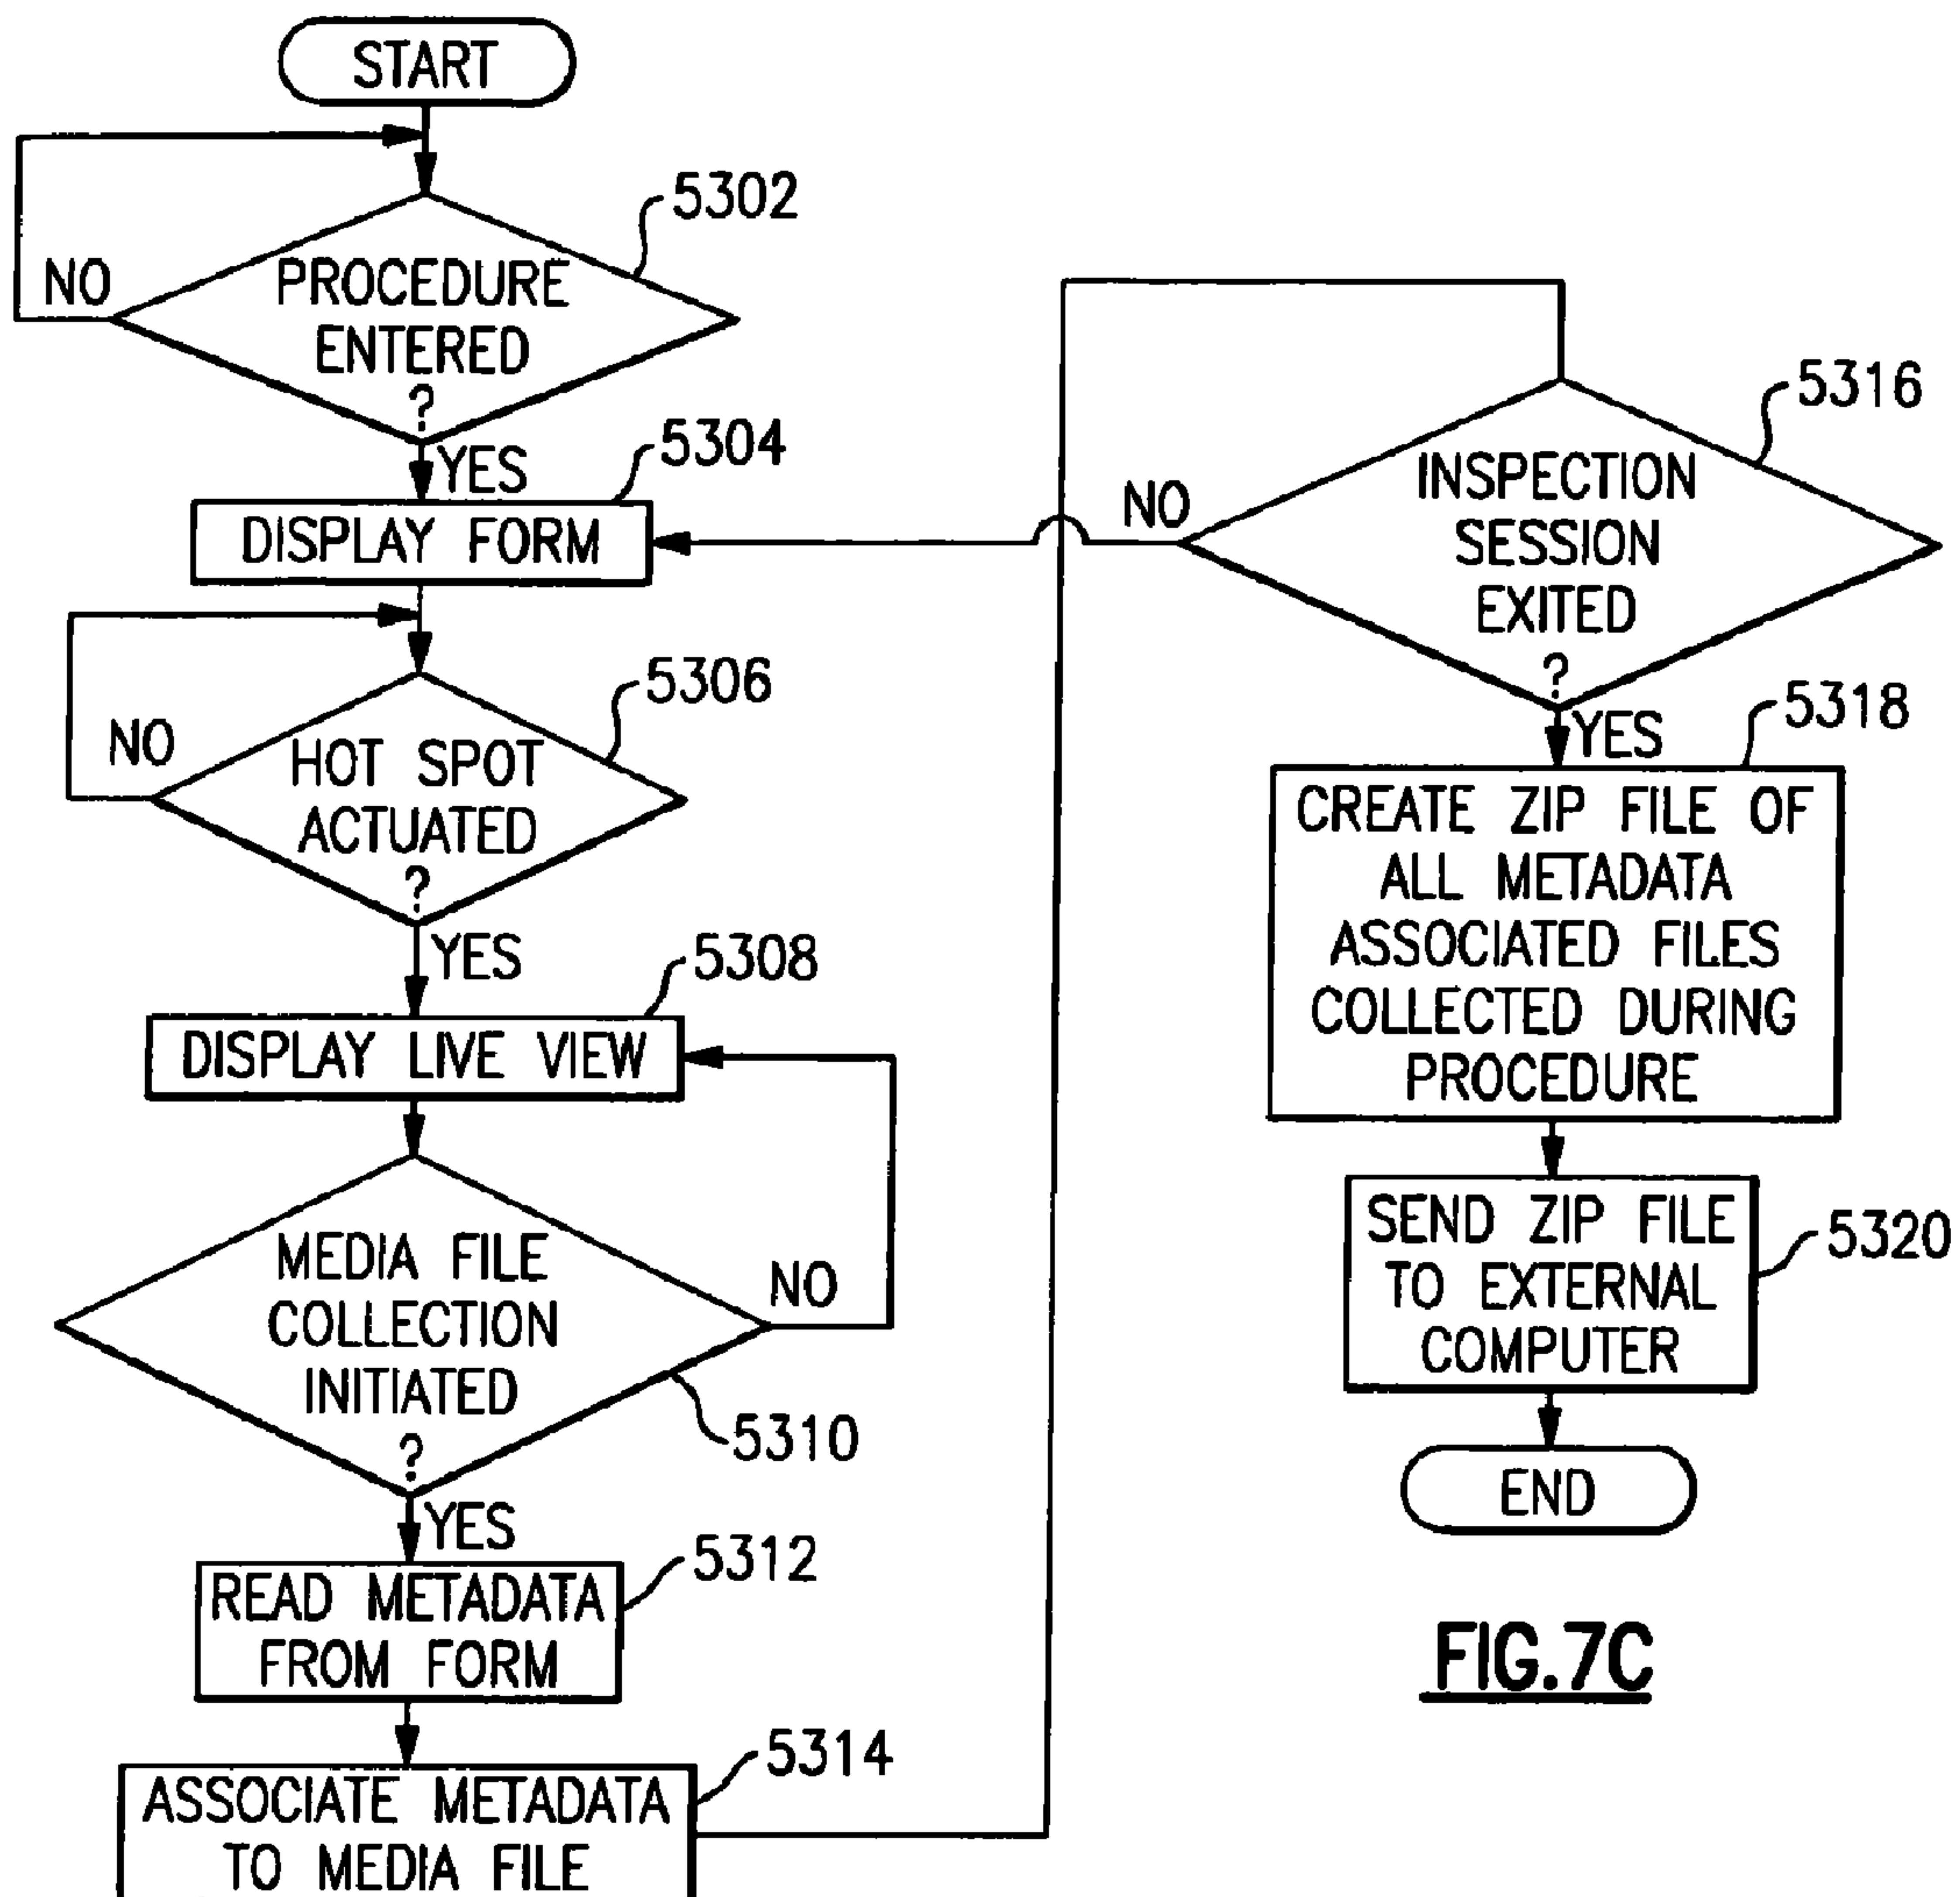 START
5302
NO
PROCEDURE
ENTERED
?
YES
5304
DISPLAY FORM
5306
NO
HOT SPOT
ACTUATED
?
YES
5308
DISPLAY LIVE VIEW
MEDIA FILE
COLLECTION
INITIATED
?
NO
5310
YES
5312
READ METADATA
FROM FORM
5314
ASSOCIATE METADATA
TO MEDIA FILE
5316
INSPECTION
SESSION
EXITED
?
NO
YES
5318
CREATE ZIP FILE OF
ALL METADATA
ASSOCIATED FILES
COLLECTED DURING
PROCEDURE
SEND ZIP FILE
TO EXTERNAL
COMPUTER
5320
END
FIG.7C